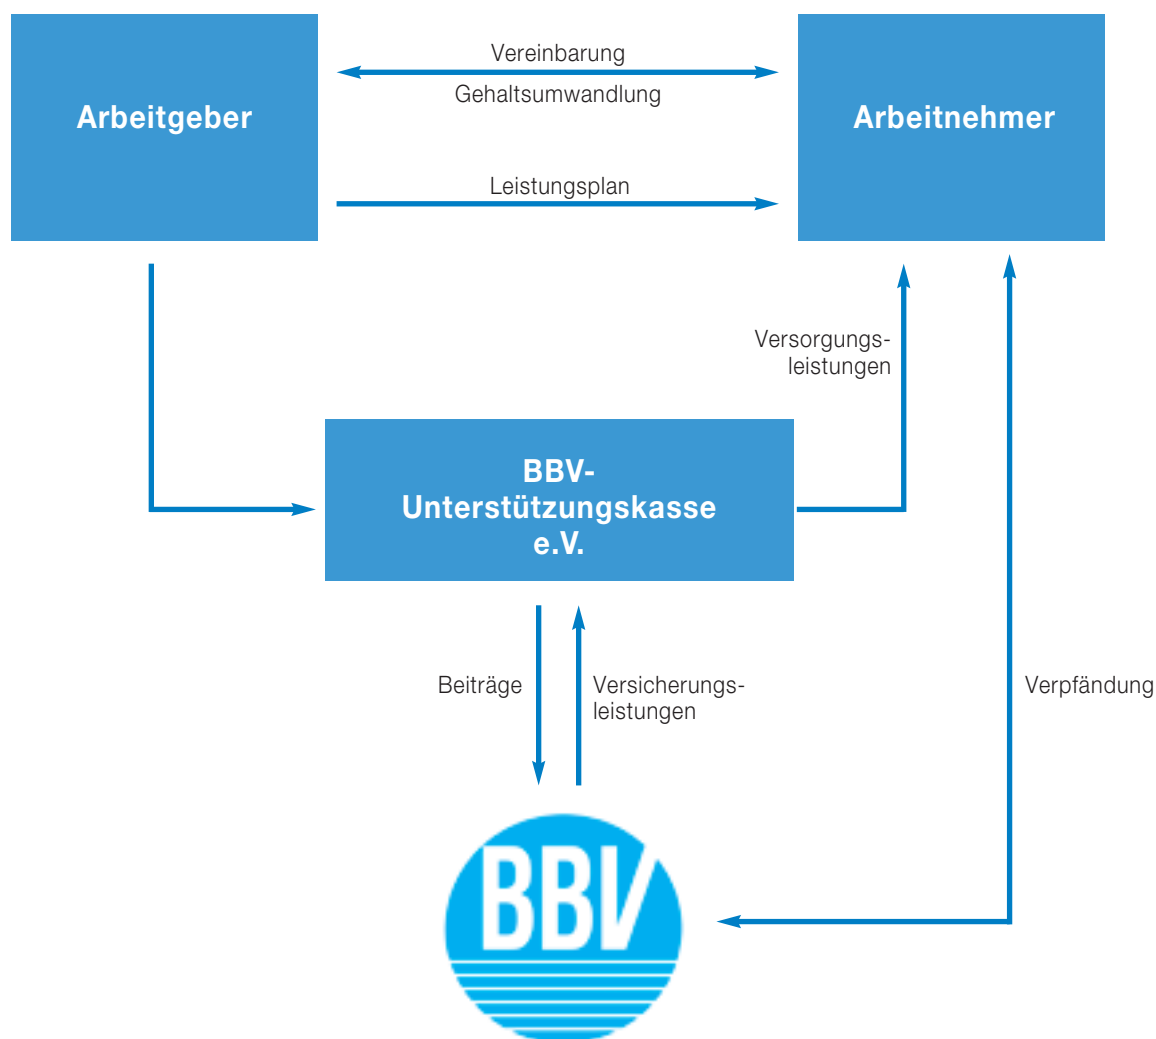 Vereinbarung
Gehaltsumwandlung
Arbeitgeber
Arbeitnehmer
Leistungsplan
Versorgungs-
leistungen
BBV-
Unterstützungskasse
e.V.
Beiträge
Versicherungs-
leistungen
Verpfändung
BBV